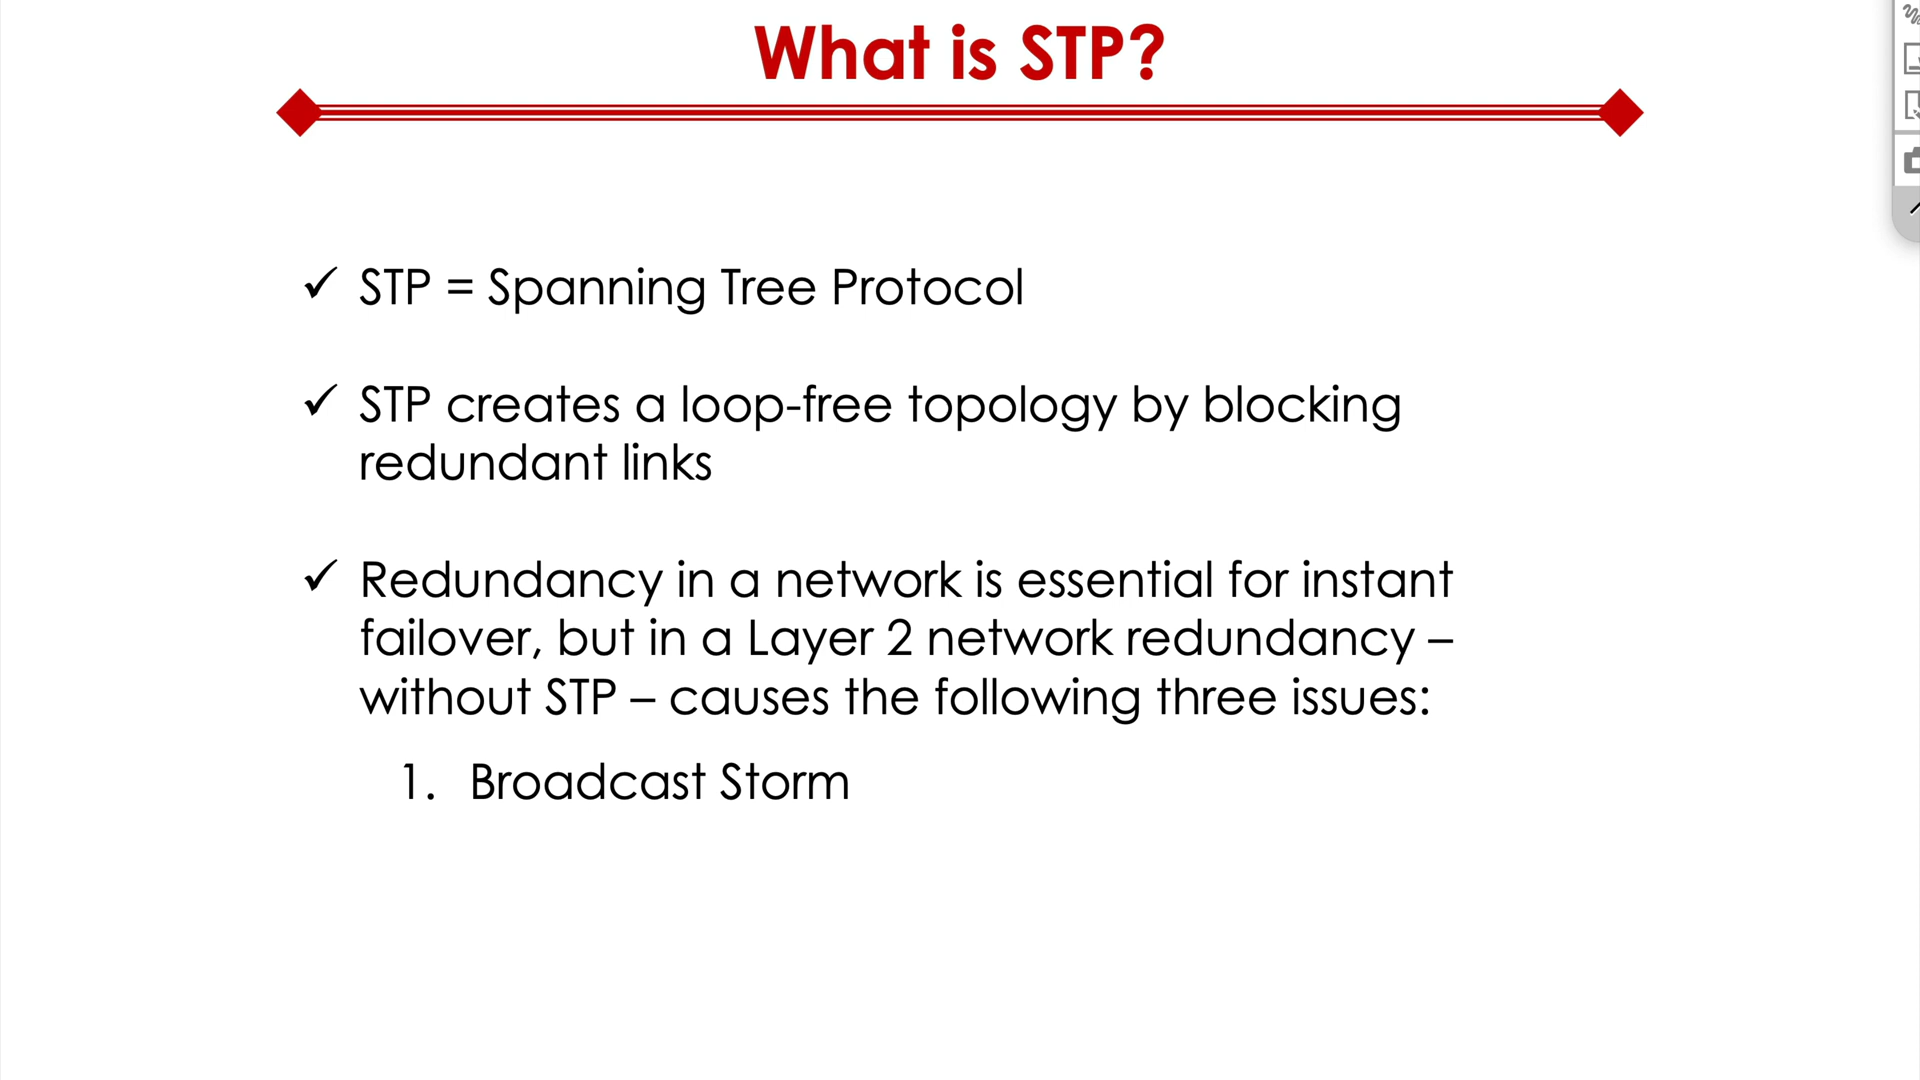 What is STP?
✓ STP = Spanning Tree Protocol
✓ STP creates a loop-free topology by blocking
redundant links
✓ Redundancy in a network is essential for instant
failover, but in a Layer 2 network redundancy –
without STP – causes the following three issues:
1. Broadcast Storm